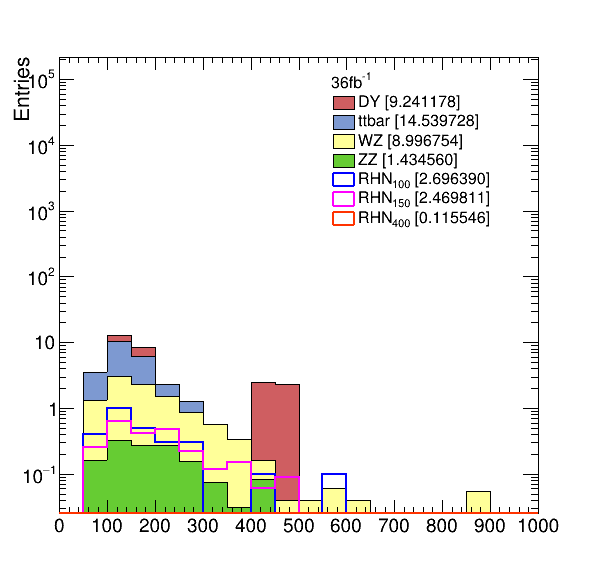 Entries
36fb⁻¹
DY [9.241178]
ttbar [14.539728]
WZ [8.996754]
ZZ [1.434560]
RHN₁₀₀ [2.696390]
RHN₁₅₀ [2.469811]
RHN₄₀₀ [0.115546]
10⁵
10⁴
10³
10²
10
1
10⁻¹
0 100 200 300 400 500 600 700 800 900 1000